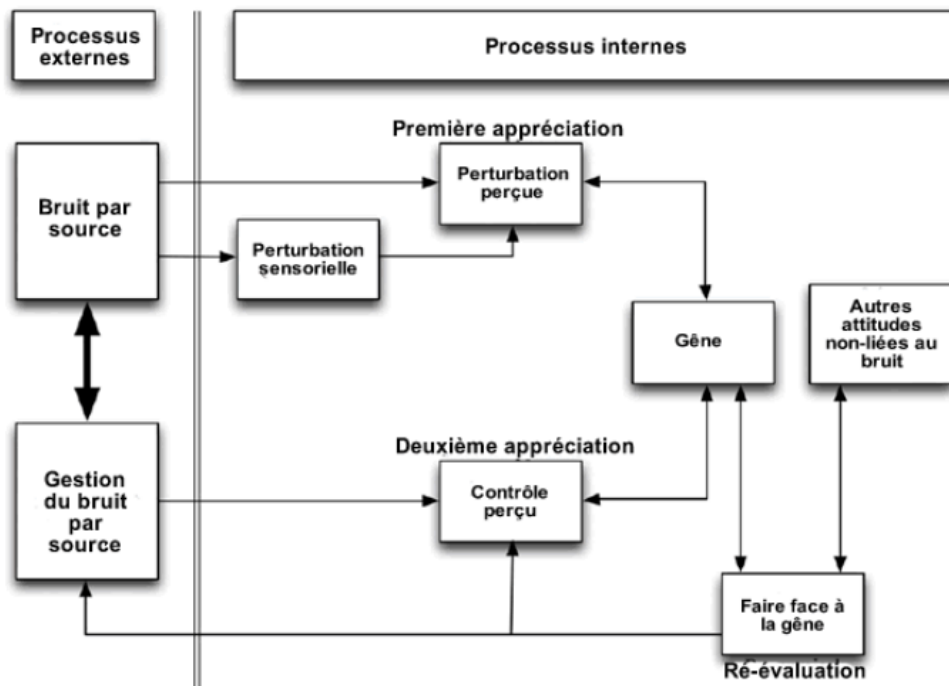 Processus
externes
Processus internes
Première appréciation
Bruit par
source
Perturbation
perçue
Perturbation
sensorielle
Gêne
Autres
attitudes
non-liées au
bruit
Deuxième appréciation
Gestion
du bruit
par
source
Contrôle
perçu
Faire face à
la gêne
Ré-évaluation